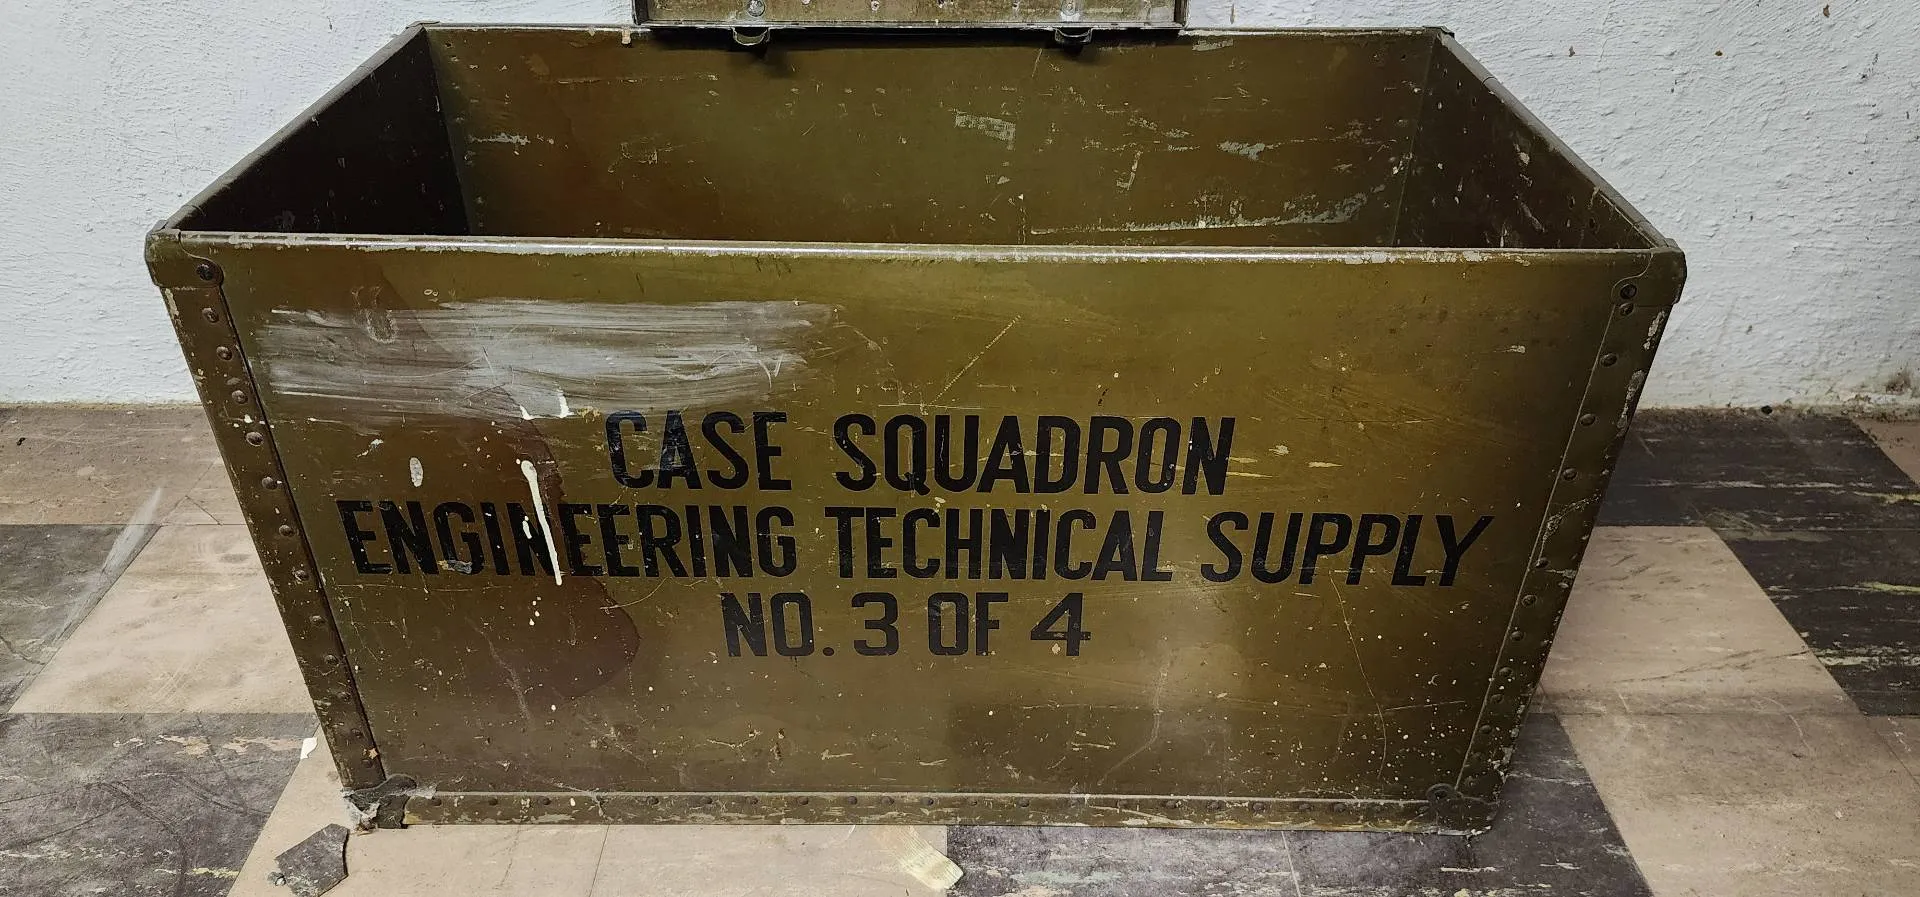 CASE SQUADRON
ENGINEERING TECHNICAL SUPPLY
NO. 3 OF 4